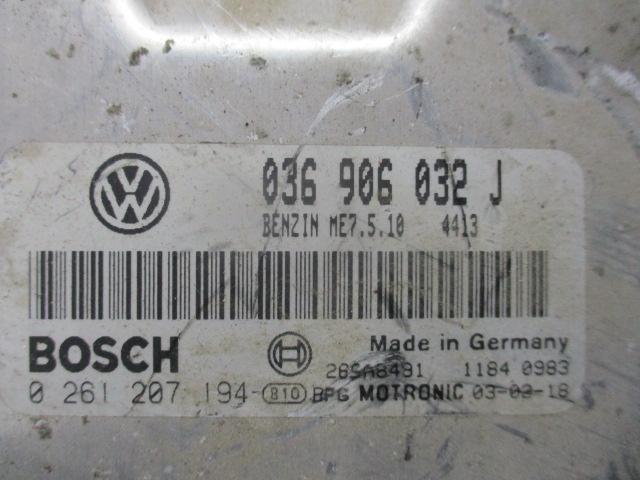 036 906 032 J
BENZIN ME7.5.10 4413
BOSCH
Made in Germany
1184 0983
0 261 207 194 810 BPG MOTRONIC 03-03-18